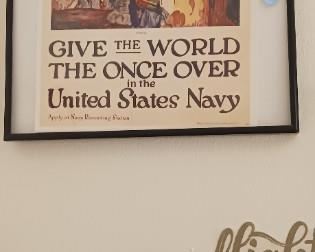 GIVE THE WORLD
THE ONCE OVER
in the
United States Navy
Apply at Navy Recruiting Station